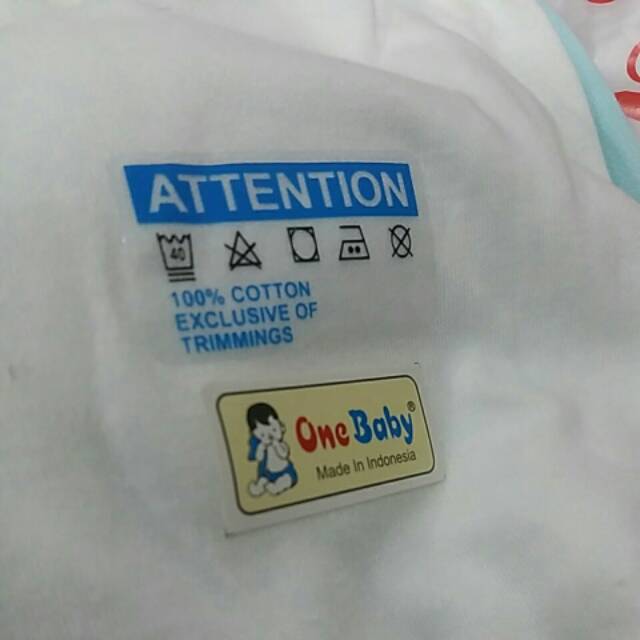 ATTENTION
40
100% COTTON
EXCLUSIVE OF
TRIMMINGS
One Baby®
Made In Indonesia